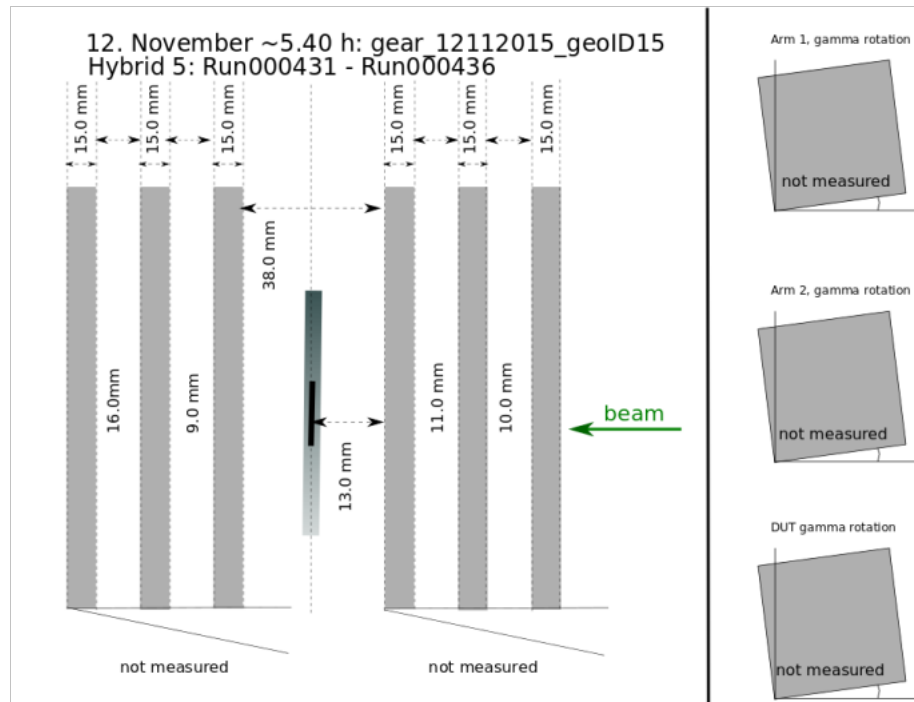 12. November ~5.40 h: gear_12112015_geoID15
Hybrid 5: Run000431 - Run000436
15.0 mm
15.0 mm
15.0 mm
15.0 mm
15.0 mm
15.0 mm
38.0 mm
16.0mm
9.0 mm
13.0 mm
11.0 mm
10.0 mm
beam
not measured
not measured
Arm 1, gamma rotation
not measured
Arm 2, gamma rotation
not measured
DUT gamma rotation
not measured